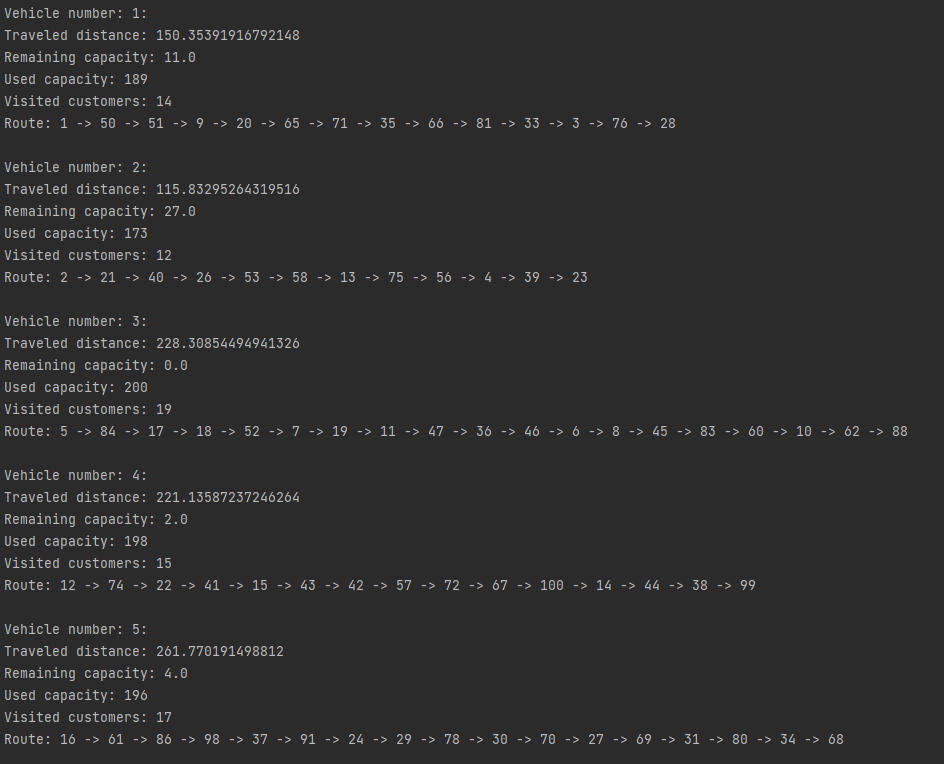 Vehicle number: 1:
Traveled distance: 150.35391916792148
Remaining capacity: 11.0
Used capacity: 189
Visited customers: 14
Route: 1 -> 50 -> 51 -> 9 -> 20 -> 65 -> 71 -> 35 -> 66 -> 81 -> 33 -> 3 -> 76 -> 28
Vehicle number: 2:
Traveled distance: 115.83295264319516
Remaining capacity: 27.0
Used capacity: 173
Visited customers: 12
Route: 2 -> 21 -> 40 -> 26 -> 53 -> 58 -> 13 -> 75 -> 56 -> 4 -> 39 -> 23
Vehicle number: 3:
Traveled distance: 228.30854494941326
Remaining capacity: 0.0
Used capacity: 200
Visited customers: 19
Route: 5 -> 84 -> 17 -> 18 -> 52 -> 7 -> 19 -> 11 -> 47 -> 36 -> 46 -> 6 -> 8 -> 45 -> 83 -> 60 -> 10 -> 62 -> 88
Vehicle number: 4:
Traveled distance: 221.13587237246264
Remaining capacity: 2.0
Used capacity: 198
Visited customers: 15
Route: 12 -> 74 -> 22 -> 41 -> 15 -> 43 -> 42 -> 57 -> 72 -> 67 -> 100 -> 14 -> 44 -> 38 -> 99
Vehicle number: 5:
Traveled distance: 261.770191498812
Remaining capacity: 4.0
Used capacity: 196
Visited customers: 17
Route: 16 -> 61 -> 86 -> 98 -> 37 -> 91 -> 24 -> 29 -> 78 -> 30 -> 70 -> 27 -> 69 -> 31 -> 80 -> 34 -> 68